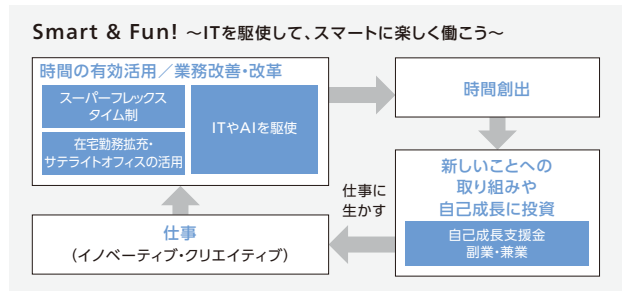 Smart & Fun! ～ITを駆使して、スマートに楽しく働こう～
時間の有効活用／業務改善・改革
スーパーフレックス
タイム制
在宅勤務拡充・
サテライトオフィスの活用
ITやAIを駆使
時間創出
新しいことへの
取り組みや
自己成長に投資
自己成長支援金
副業・兼業
仕事に
生かす
仕事
（イノベーティブ・クリエイティブ）